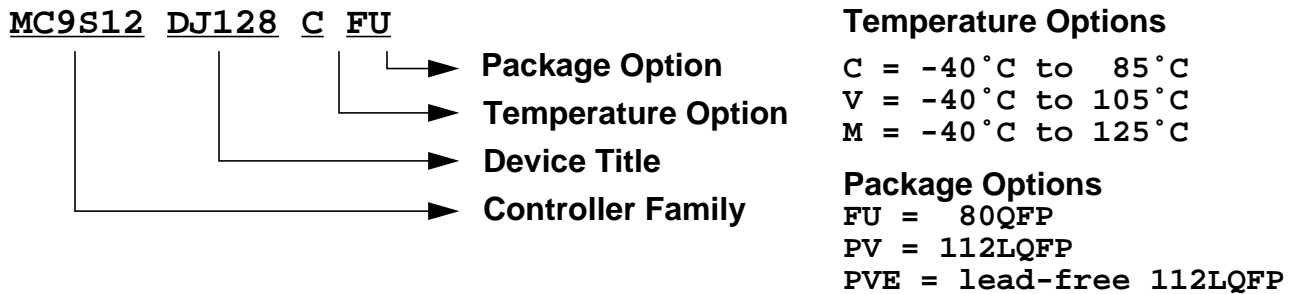 MC9S12 DJ128 C FU
Package Option
Temperature Option
Device Title
Controller Family
Temperature Options
C = -40˚C to 85˚C
V = -40˚C to 105˚C
M = -40˚C to 125˚C
Package Options
FU = 80QFP
PV = 112LQFP
PVE = lead-free 112LQFP